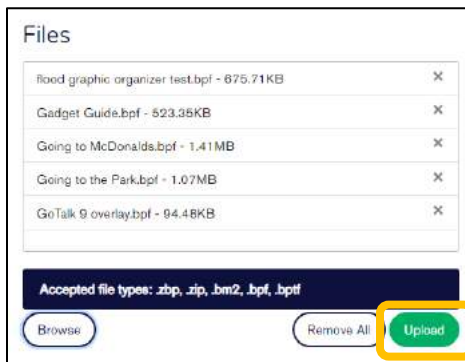 Files
flood graphic organizer test.bpf - 675.71KB ×
Gadget Guide.bpf - 523.35KB ×
Going to McDonalds.bpf - 1.41MB ×
Going to the Park.bpf - 1.07MB ×
GoTalk 9 overlay.bpf - 94.48KB ×
Accepted file types: .zbp, .zip, .bm2, .bpf, .bptf
Browse Remove All Upload